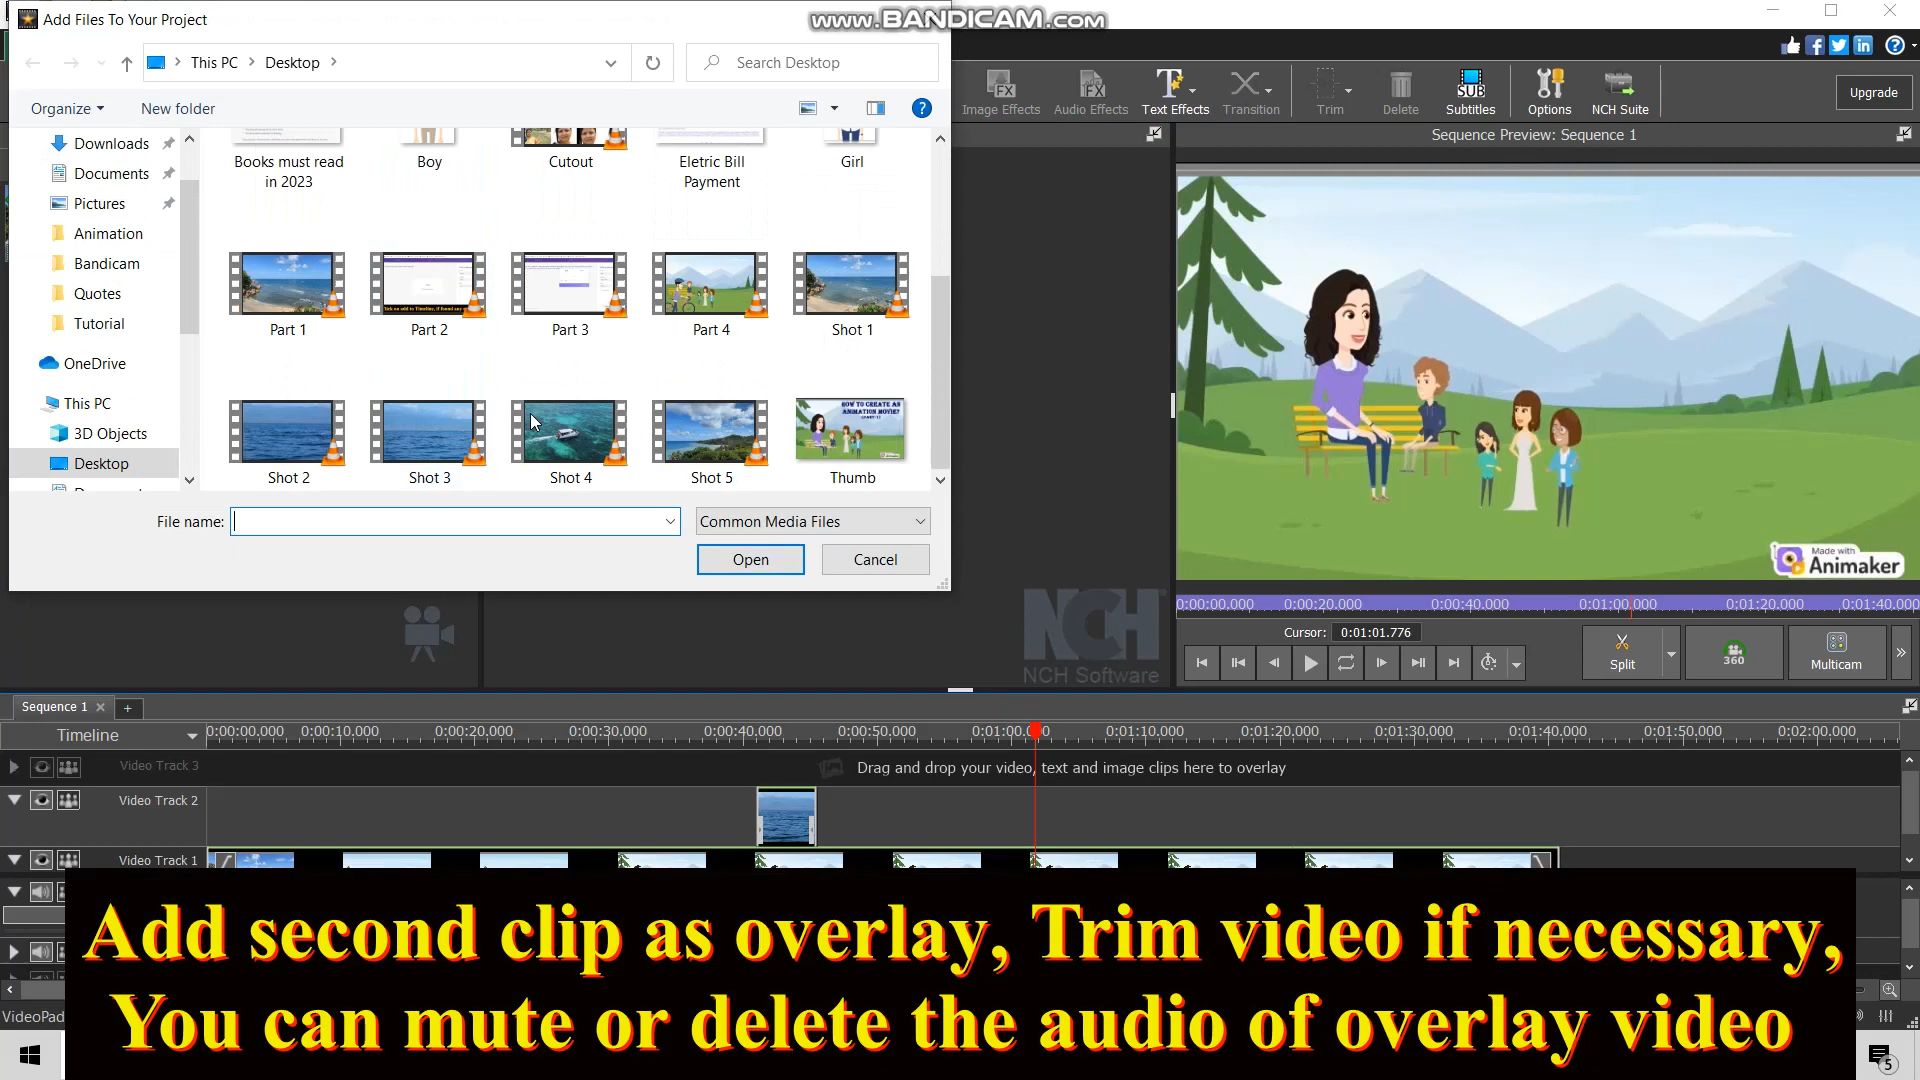 Add Files To Your Project
www.BANDICAM.com
This PC
Desktop
Search Desktop
Organize
New folder
Downloads
Documents
Pictures
Animation
Bandicam
Quotes
Tutorial
OneDrive
This PC
3D Objects
Desktop
Books must read
in 2023
Boy
Cutout
Eletric Bill
Payment
Girl
Part 1
Part 2
Part 3
Part 4
Shot 1
Shot 2
Shot 3
Shot 4
Shot 5
HOW TO CREATE AN
ANIMATION MOVIE?
Thumb
File name:
Common Media Files
Open
Cancel
Image Effects
Audio Effects
Text Effects
Transition
Trim
Delete
SUB
Subtitles
Options
NCH Suite
Upgrade
Sequence Preview: Sequence 1
Made with
Animaker
0:00:00.000 0:00:20.000 0:00:40.000 0:01:00.000 0:01:20.000 0:01:40.000
Cursor: 0:01:01.776
Split
360
Multicam
NCH
NCH Software
Sequence 1
Timeline
0:00:00.000 0:00:10.000 0:00:20.000 0:00:30.000 0:00:40.000 0:00:50.000 0:01:10.000 0:01:20.000 0:01:30.000 0:01:40.000 0:01:50.000 0:02:00.000
Video Track 3
Drag and drop your video, text and image clips here to overlay
Video Track 2
Video Track 1
VideoPad
Add second clip as overlay, Trim video if necessary,
You can mute or delete the audio of overlay video
5